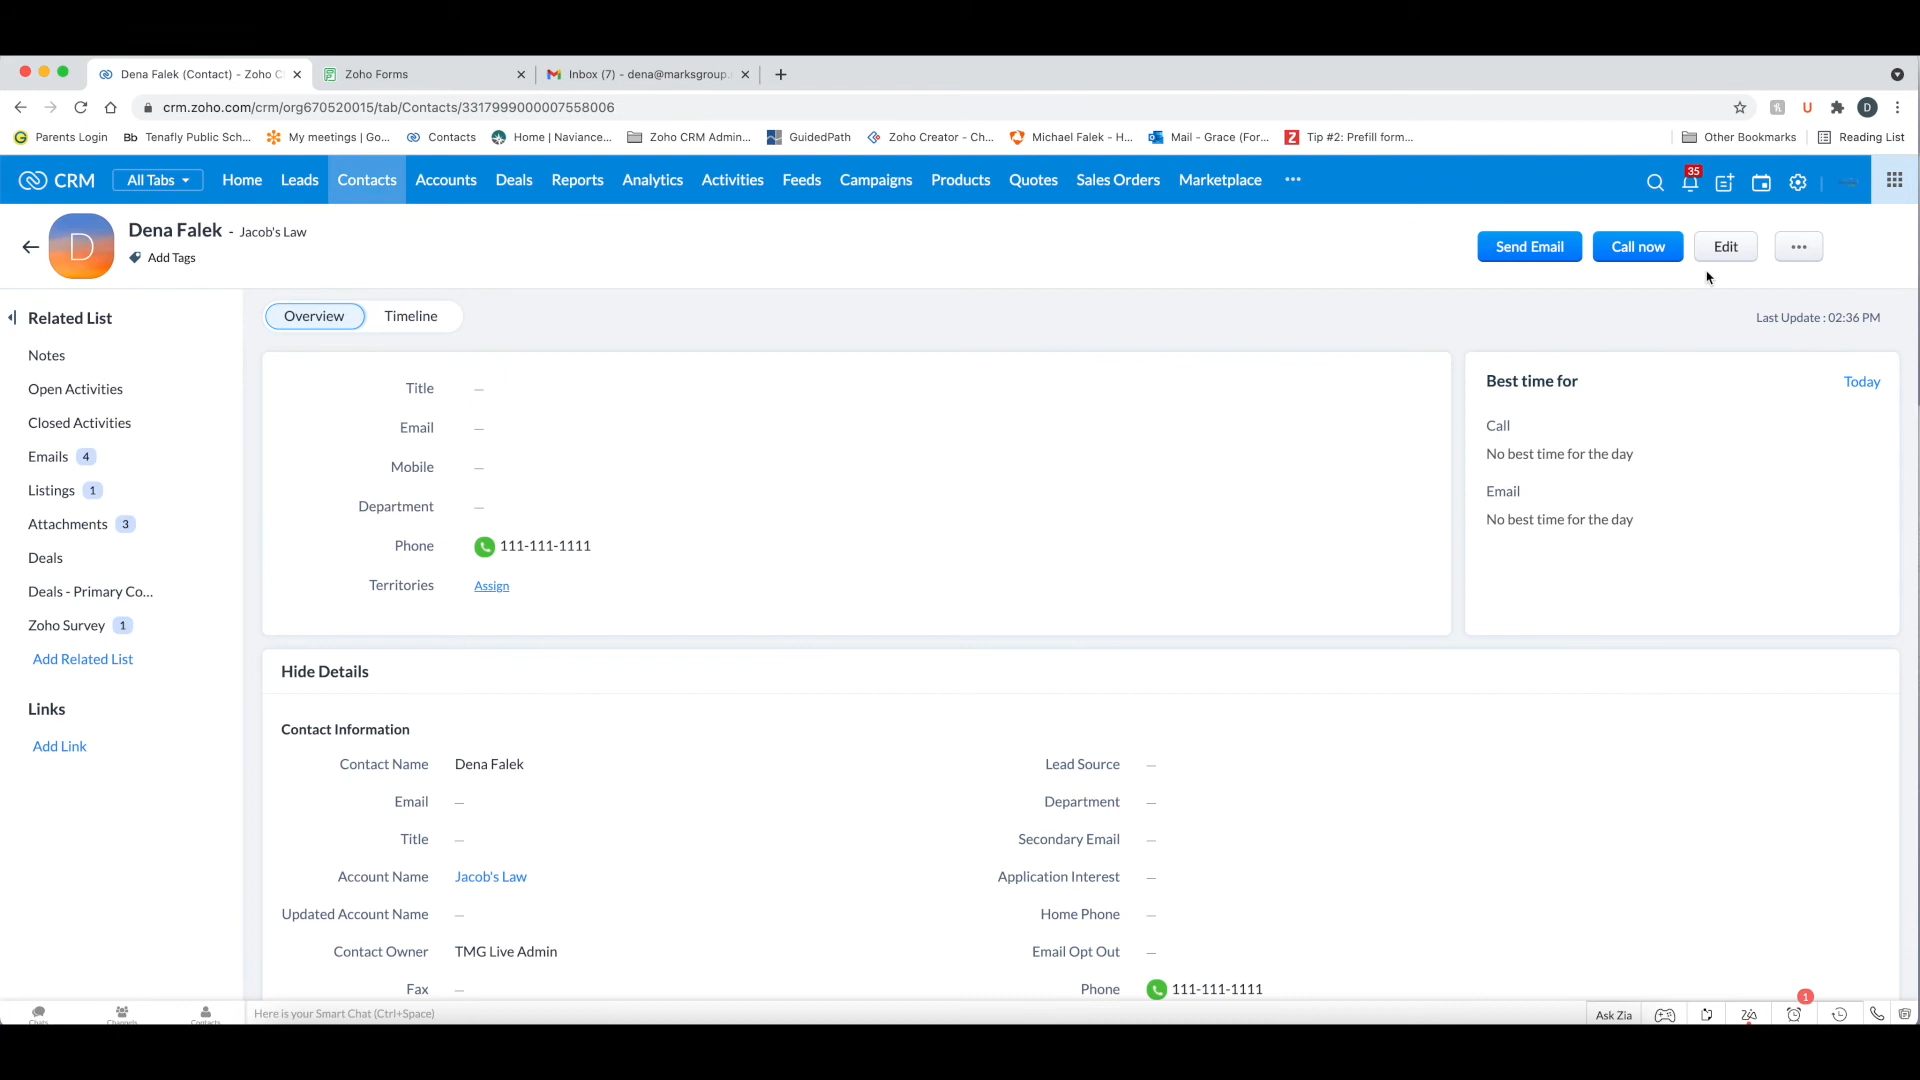 Dena Falek (Contact) - Zoho C
Zoho Forms
Inbox (7) - dena@marksgroup.
crm.zoho.com/crm/org670520015/tab/Contacts/3317999000007558006
D
Parents Login
Bb Tenafly Public Sch...
My meetings | Go...
Contacts
Home | Naviance...
Zoho CRM Admin...
GuidedPath
Zoho Creator - Ch...
Michael Falek - H...
Mail - Grace (For...
Tip #2: Prefill form...
Other Bookmarks
Reading List
CRM
All Tabs
Home
Leads
Contacts
Accounts
Deals
Reports
Analytics
Activities
Feeds
Campaigns
Products
Quotes
Sales Orders
Marketplace
35
D
Dena Falek - Jacob's Law
Add Tags
Send Email
Call now
Edit
Related List
Notes
Open Activities
Closed Activities
Emails 4
Listings 1
Attachments 3
Deals
Deals - Primary Co...
Zoho Survey 1
Add Related List
Links
Add Link
Overview
Timeline
Last Update : 02:36 PM
Title —
Email —
Mobile —
Department —
Phone 111-111-1111
Territories Assign
Best time for
Today
Call
No best time for the day
Email
No best time for the day
Hide Details
Contact Information
Contact Name Dena Falek
Lead Source —
Email —
Department —
Title —
Secondary Email —
Account Name Jacob's Law
Application Interest —
Updated Account Name —
Home Phone —
Contact Owner TMG Live Admin
Email Opt Out —
Fax —
Phone 111-111-1111
Chats
Channels
Contacts
Here is your Smart Chat (Ctrl+Space)
Ask Zia
1